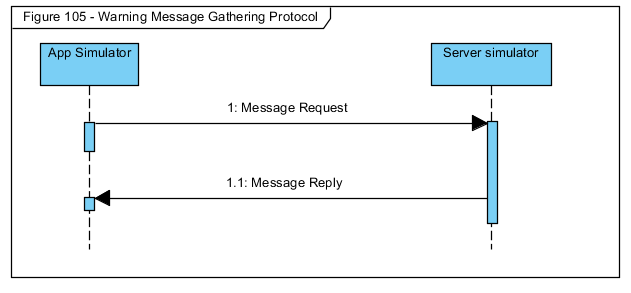 Figure 105 - Warning Message Gathering Protocol
App Simulator
Server simulator
1: Message Request
1.1: Message Reply